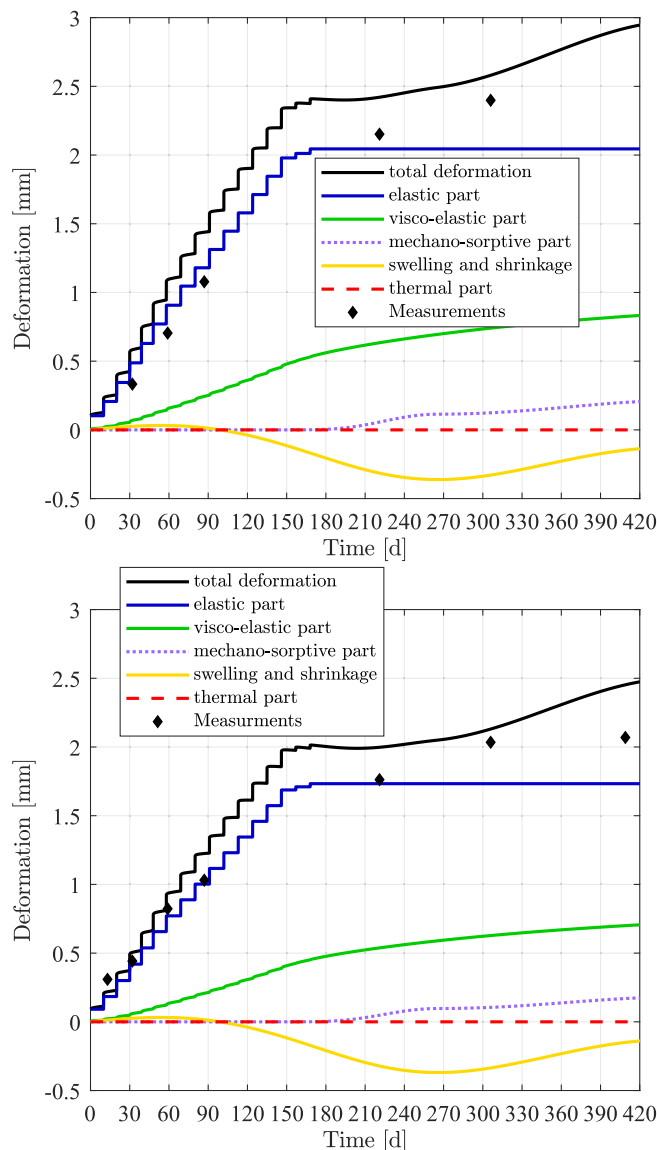 3
2.5
2
1.5
1
0.5
0
-0.5
Deformation [mm]
total deformation
elastic part
visco-elastic part
mechano-sorptive part
swelling and shrinkage
thermal part
Measurements
0 30 60 90 120 150 180 210 240 270 300 330 360 390 420
Time [d]
total deformation
elastic part
visco-elastic part
mechano-sorptive part
swelling and shrinkage
thermal part
Measurments
3
2.5
2
1.5
1
0.5
0
-0.5
Deformation [mm]
0 30 60 90 120 150 180 210 240 270 300 330 360 390 420
Time [d]